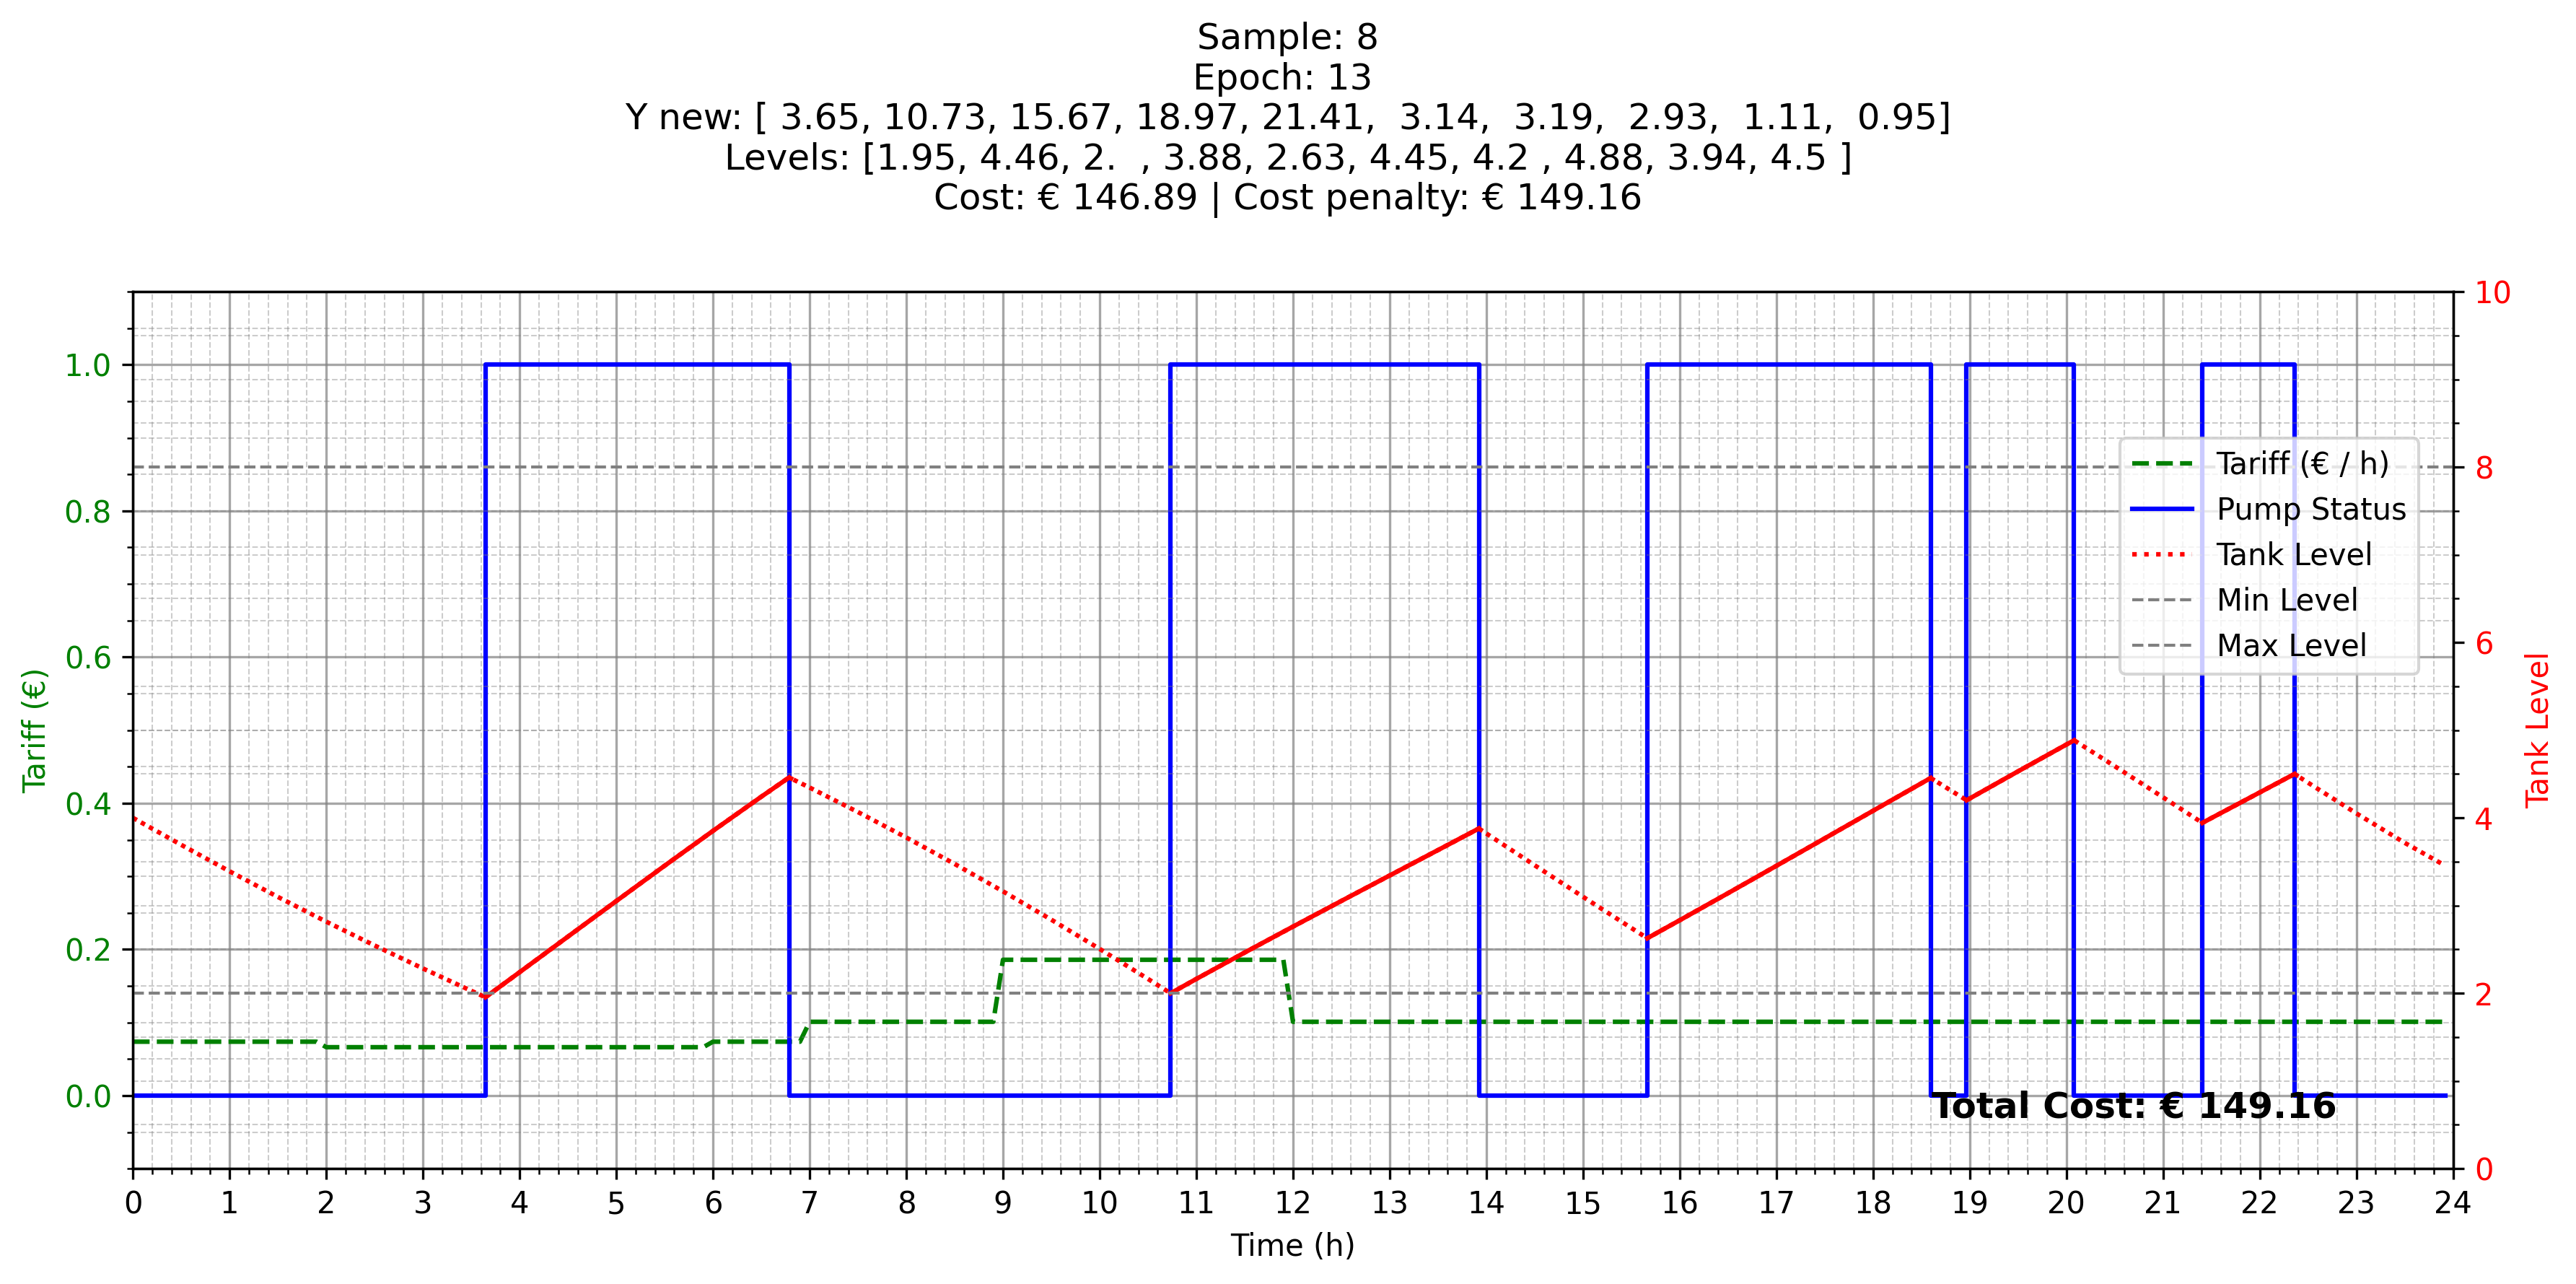 Sample: 8
Epoch: 13
Y new: [ 3.65, 10.73, 15.67, 18.97, 21.41,  3.14,  3.19,  2.93,  1.11,  0.95]
Levels: [1.95, 4.46, 2.  , 3.88, 2.63, 4.45, 4.2 , 4.88, 3.94, 4.5 ]
Cost: € 146.89 | Cost penalty: € 149.16
Tariff (€)
1.0
0.8
0.6
0.4
0.2
0.0
10
8
6
4
2
0
Tank Level
Tariff (€ / h)
Pump Status
Tank Level
Min Level
Max Level
Total Cost: € 149.16
0 1 2 3 4 5 6 7 8 9 10 11 12 13 14 15 16 17 18 19 20 21 22 23 24
Time (h)